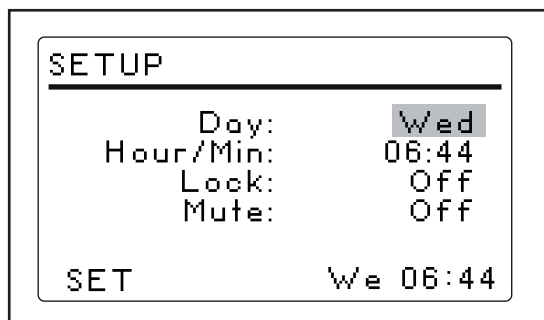 SETUP
Day: Wed
Hour/Min: 06:44
Lock: Off
Mute: Off
SET We 06:44